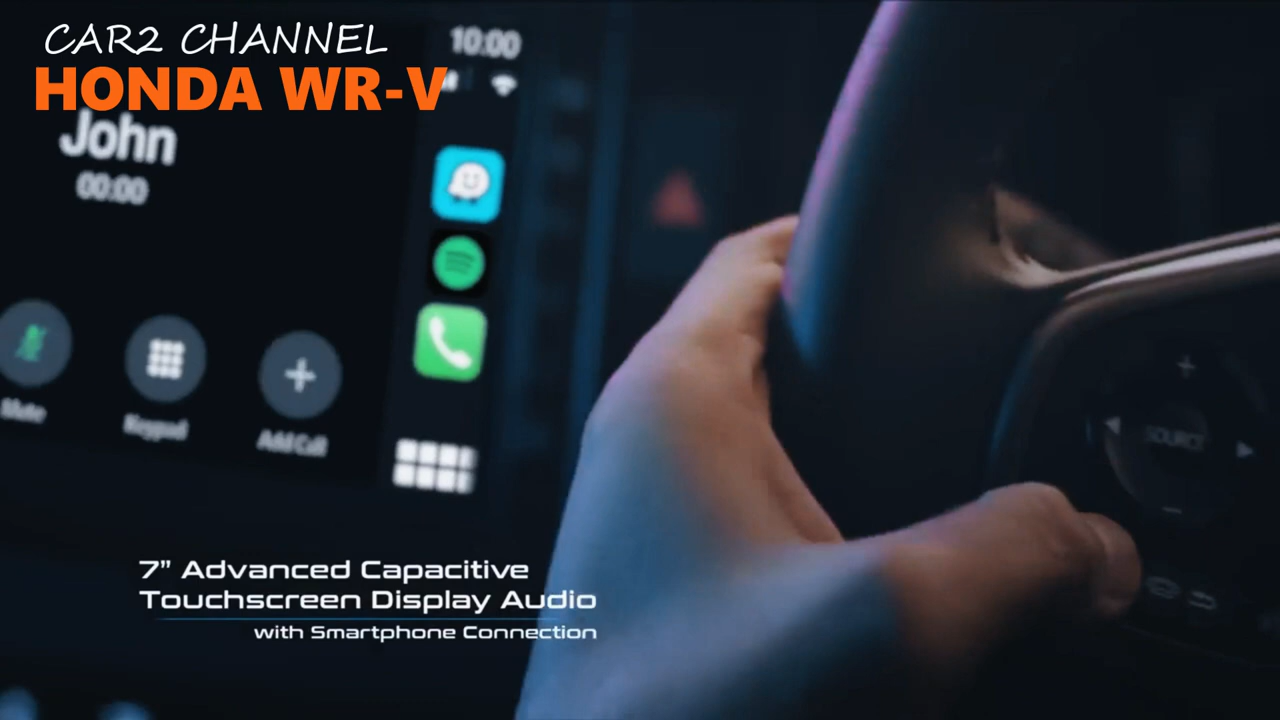 CAR2 CHANNEL
HONDA WR-V
10:00
John
00:00
Mute
Keypad
Add Call
SOURCE
7" Advanced Capacitive
Touchscreen Display Audio
with Smartphone Connection